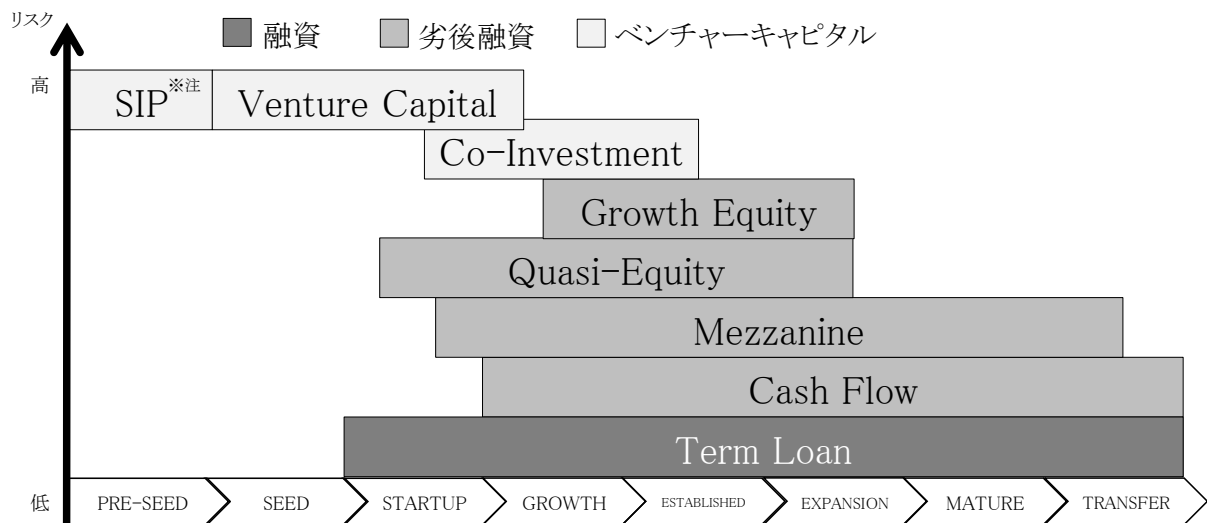 リスク
融資 劣後融資 ベンチャーキャピタル
高
SIP※注 Venture Capital
Co-Investment
Growth Equity
Quasi-Equity
Mezzanine
Cash Flow
Term Loan
低
PRE-SEED SEED STARTUP GROWTH ESTABLISHED EXPANSION MATURE TRANSFER